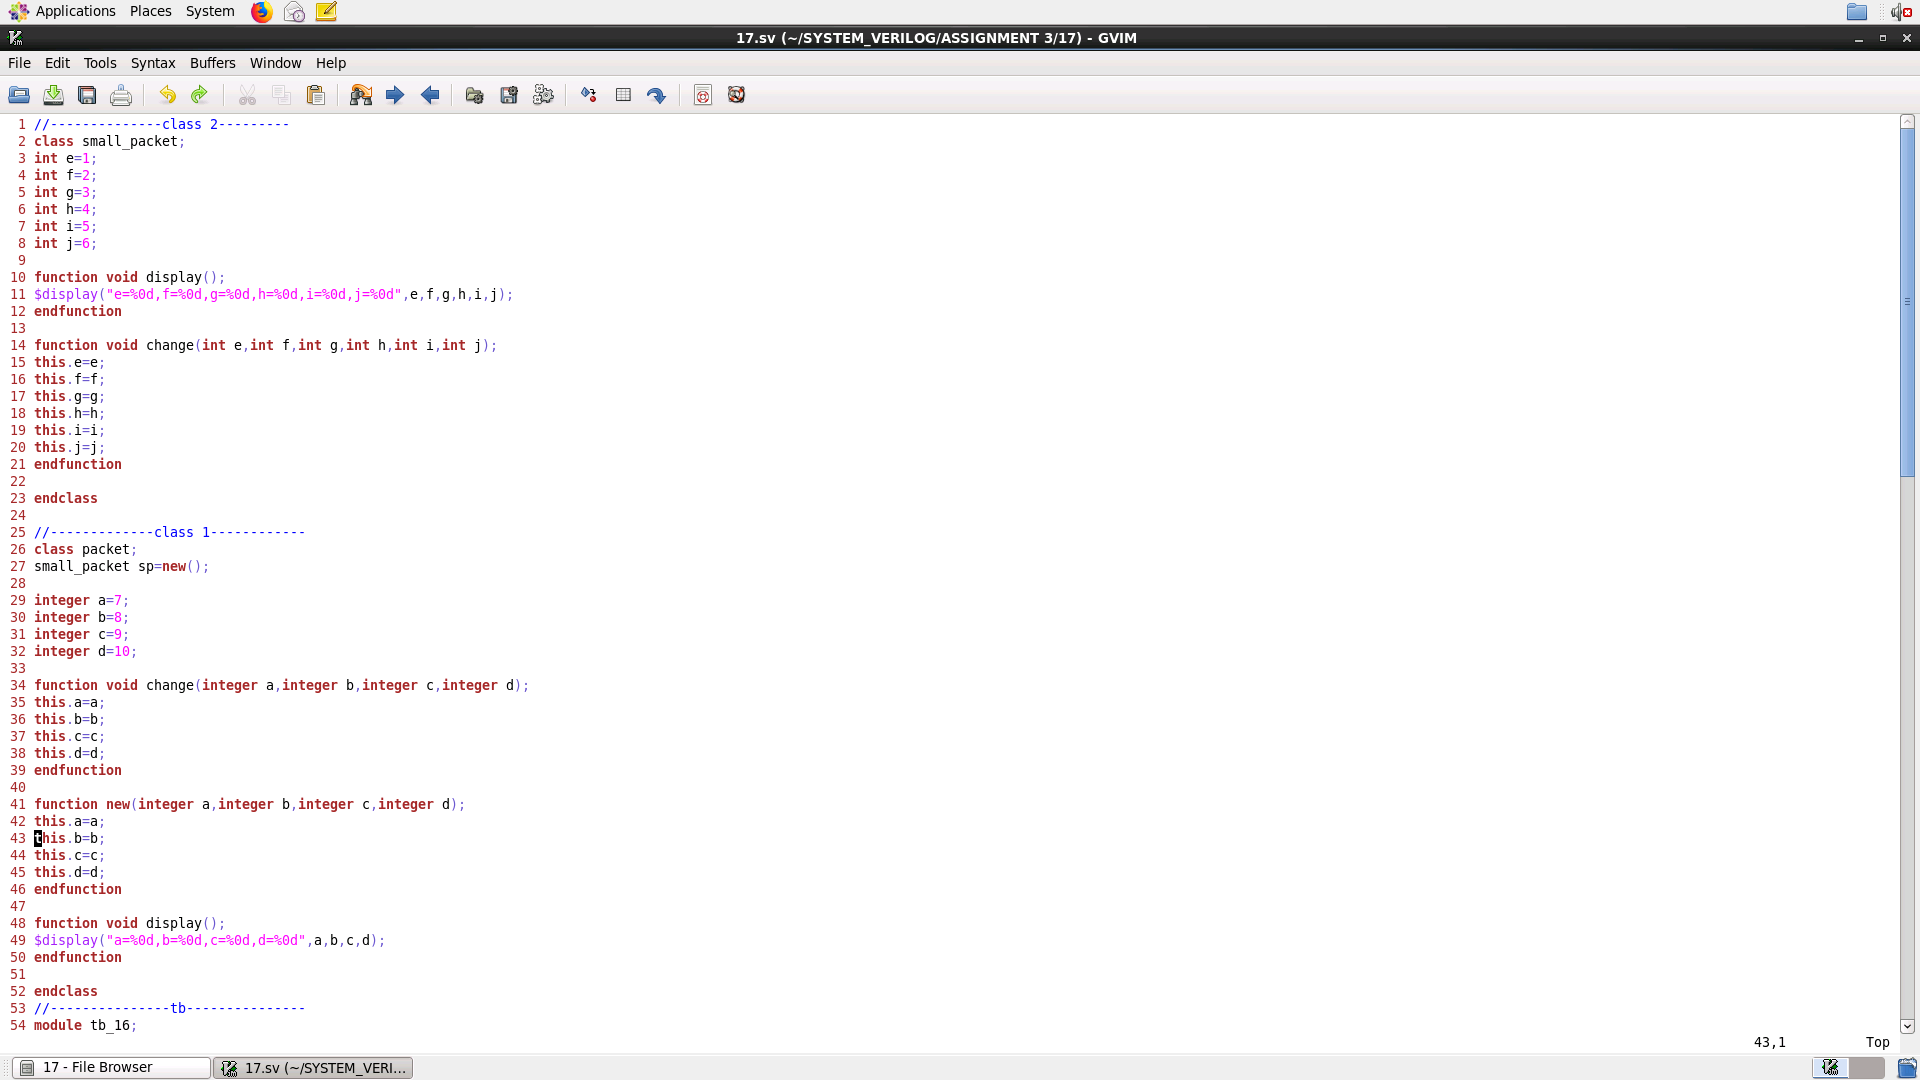 Applications Places System
17.sv (~/SYSTEM_VERILOG/ASSIGNMENT 3/17) - GVIM
File Edit Tools Syntax Buffers Window Help
1 //--------------class 2---------
2 class small_packet;
3 int e=1;
4 int f=2;
5 int g=3;
6 int h=4;
7 int i=5;
8 int j=6;
9
10 function void display();
11 $display("e=%0d,f=%0d,g=%0d,h=%0d,i=%0d,j=%0d",e,f,g,h,i,j);
12 endfunction
13
14 function void change(int e,int f,int g,int h,int i,int j);
15 this.e=e;
16 this.f=f;
17 this.g=g;
18 this.h=h;
19 this.i=i;
20 this.j=j;
21 endfunction
22
23 endclass
24
25 //-------------class 1------------
26 class packet;
27 small_packet sp=new();
28
29 integer a=7;
30 integer b=8;
31 integer c=9;
32 integer d=10;
33
34 function void change(integer a,integer b,integer c,integer d);
35 this.a=a;
36 this.b=b;
37 this.c=c;
38 this.d=d;
39 endfunction
40
41 function new(integer a,integer b,integer c,integer d);
42 this.a=a;
43 this.b=b;
44 this.c=c;
45 this.d=d;
46 endfunction
47
48 function void display();
49 $display("a=%0d,b=%0d,c=%0d,d=%0d",a,b,c,d);
50 endfunction
51
52 endclass
53 //---------------tb---------------
54 module tb_16;
43,1 Top
17 - File Browser 17.sv (~/SYSTEM_VERI...